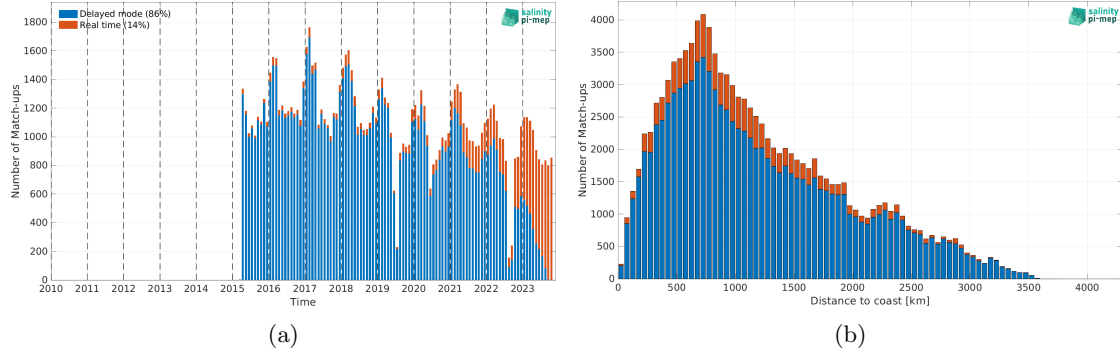 Delayed mode (86%)
Real time (14%)
salinity
pi-mep
Number of Match-ups
1800
1600
1400
1200
1000
800
600
400
200
0
2010 2011 2012 2013 2014 2015 2016 2017 2018 2019 2020 2021 2022 2023
Time
(a)
salinity
pi-mep
Number of Match-ups
4000
3500
3000
2500
2000
1500
1000
500
0
0 500 1000 1500 2000 2500 3000 3500 4000
Distance to coast [km]
(b)